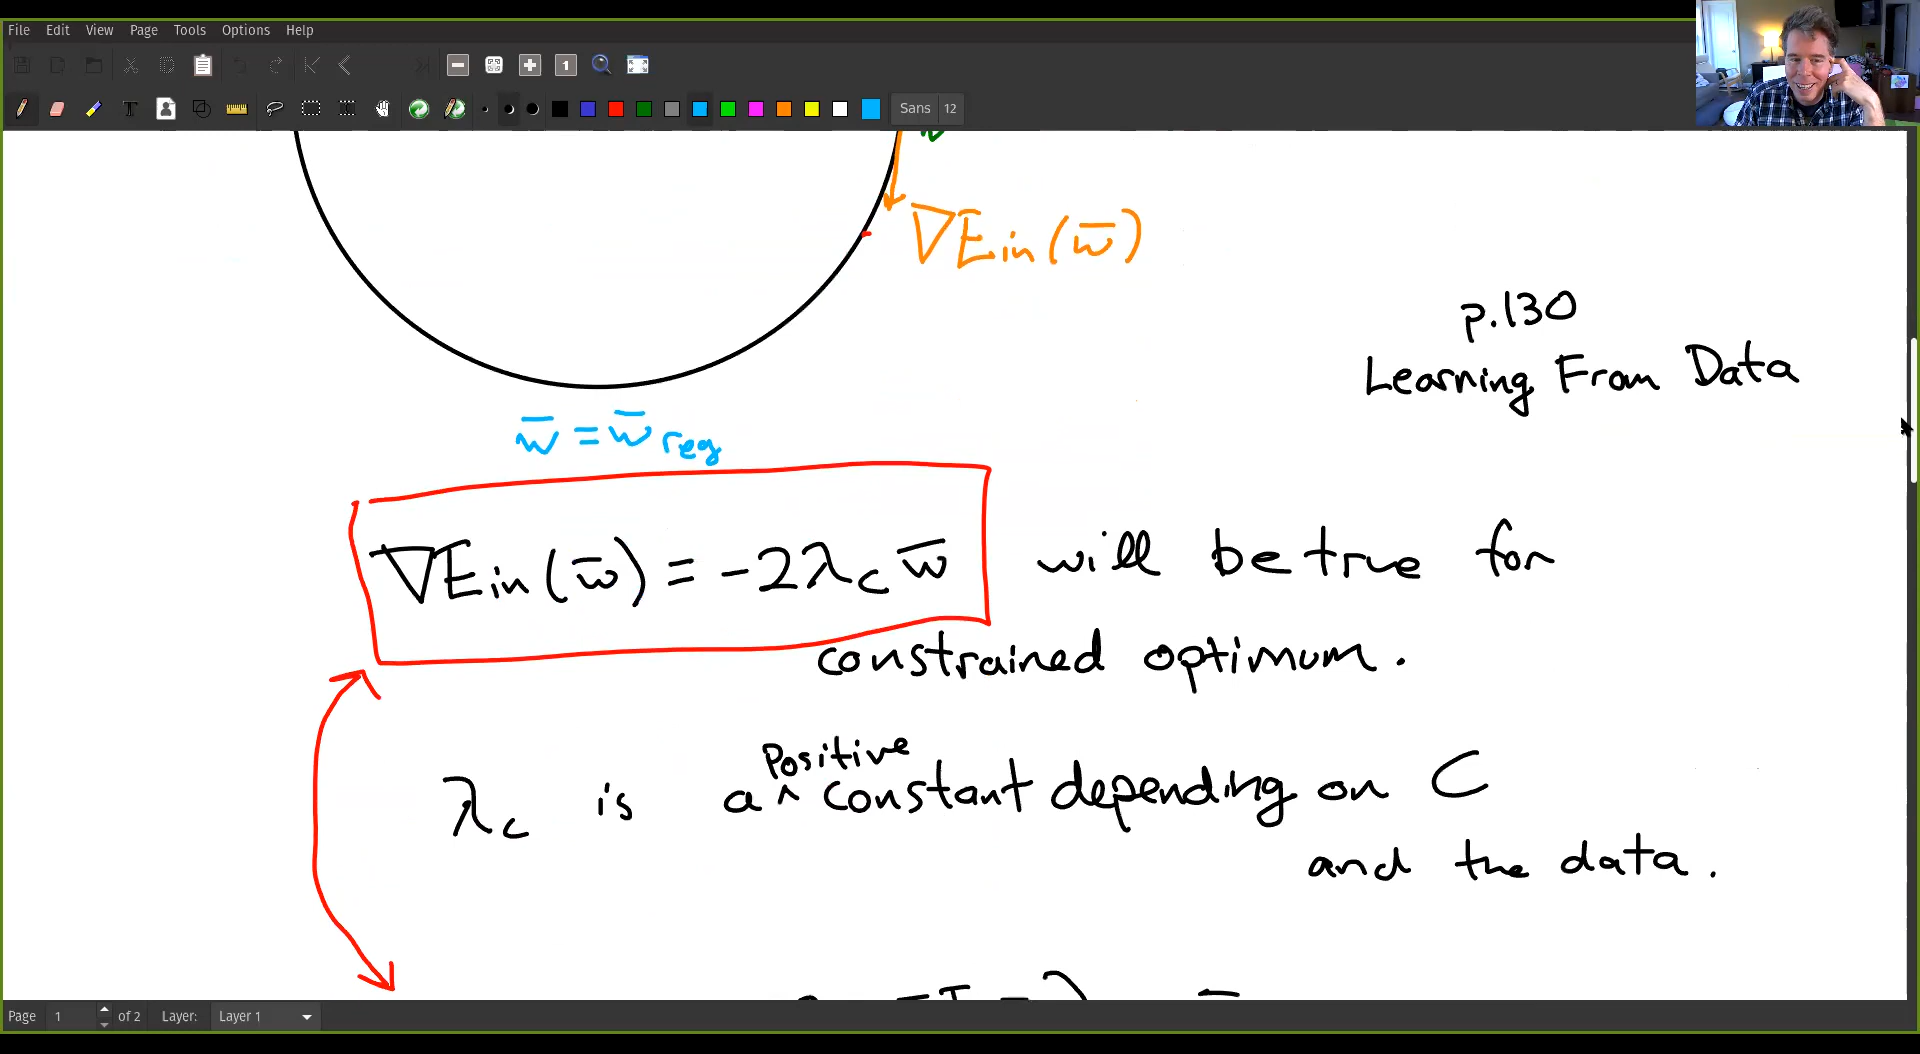 File Edit View Page Tools Options Help
Sans 12
∇Ein(w̄)
p.130
Learning From Data
w̄ = w̄reg
∇Ein(w̄) = -2λc w̄ will be true for
constrained optimum.
positive
λc is a ^ constant depending on C
and the data.
Page 1 of 2 Layer: Layer 1